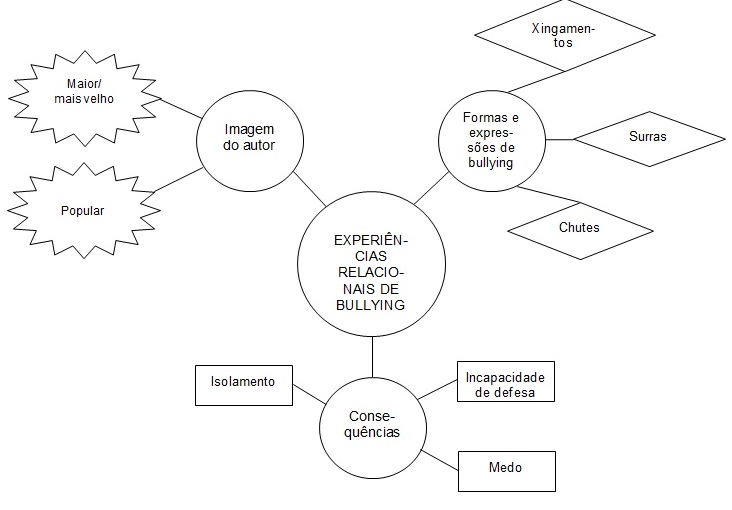 Xingamen-
tos
Maior/
mais velho
Imagem
do autor
Formas e
expres-
sões de
bullying
Surras
Popular
Chutes
EXPERIÊN-
CIAS
RELACIO-
NAIS DE
BULLYING
Isolamento
Incapacidade
de defesa
Conse-
quências
Medo